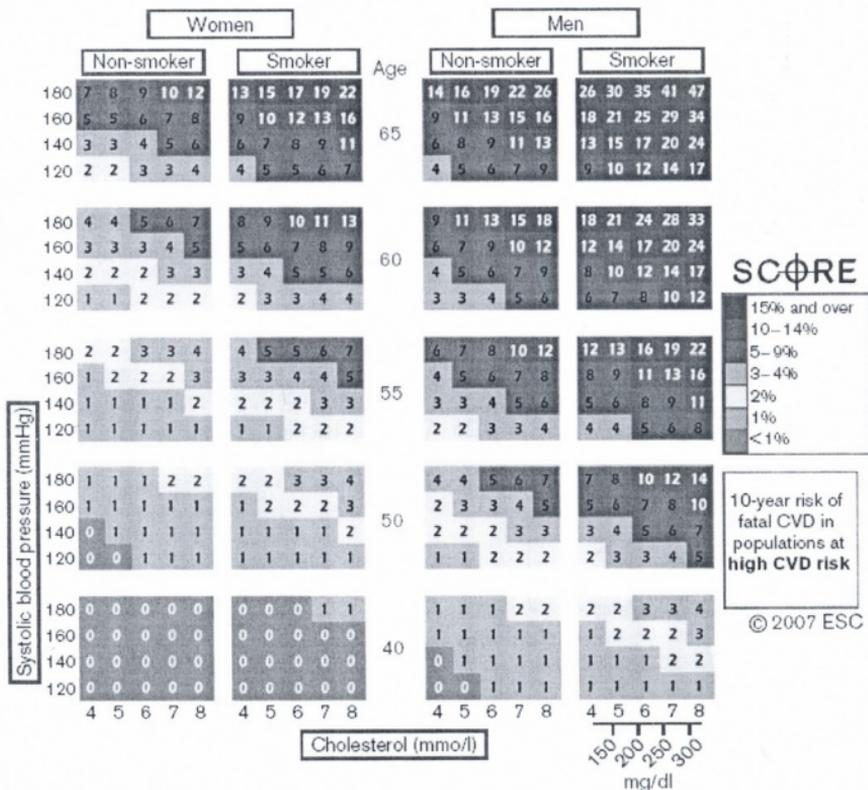 Women Men
Non-smoker Smoker Age Non-smoker Smoker
180 7 8 9 10 12 13 15 17 19 22 14 16 19 22 26 26 30 35 41 47
160 5 5 6 7 8 9 10 12 13 16 9 11 13 15 16 18 21 25 29 34
65
140 3 3 4 5 6 6 7 8 9 11 6 8 9 11 13 13 15 17 20 24
120 2 2 3 3 4 4 5 5 6 7 4 5 6 7 9 9 10 12 14 17
180 4 4 5 6 7 8 9 10 11 13 9 11 13 15 18 18 21 24 28 33
160 3 3 3 4 5 5 6 7 8 9 6 7 9 10 12 12 14 17 20 24
60
140 2 2 2 3 3 3 4 5 5 6 4 5 6 7 9 8 10 12 14 17
120 1 1 2 2 2 2 3 3 4 4 3 3 4 5 6 6 7 8 10 12
180 2 2 3 3 4 4 5 5 6 7 6 7 8 10 12 12 13 16 19 22
160 1 2 2 2 3 3 3 4 4 5 4 5 6 7 8 8 9 11 13 16
55
140 1 1 1 1 2 2 2 2 3 3 3 3 4 5 6 5 6 8 9 11
120 1 1 1 1 1 1 1 2 2 2 2 2 3 3 4 4 4 5 6 8
180 1 1 1 2 2 2 2 3 3 4 4 4 5 6 7 7 8 10 12 14
160 1 1 1 1 1 1 2 2 2 3 2 3 3 4 5 5 6 7 8 10
50
140 0 1 1 1 1 1 1 1 1 2 2 2 2 3 3 3 4 5 6 7
120 0 0 1 1 1 1 1 1 1 1 1 1 2 2 2 2 3 3 4 5
180 0 0 0 0 0 0 0 0 1 1 1 1 1 2 2 2 2 3 3 4
160 0 0 0 0 0 0 0 0 0 0 1 1 1 1 1 1 2 2 2 3
40
140 0 0 0 0 0 0 0 0 0 0 0 1 1 1 1 1 1 1 2 2
120 0 0 0 0 0 0 0 0 0 0 0 0 1 1 1 1 1 1 1 1
4 5 6 7 8 4 5 6 7 8 4 5 6 7 8 4 5 6 7 8
Systolic blood pressure (mmHg)
Cholesterol (mmo/l)
150 200 250 300
mg/dl
SCORE
15% and over
10–14%
5–9%
3–4%
2%
1%
<1%
10-year risk of
fatal CVD in
populations at
high CVD risk
© 2007 ESC